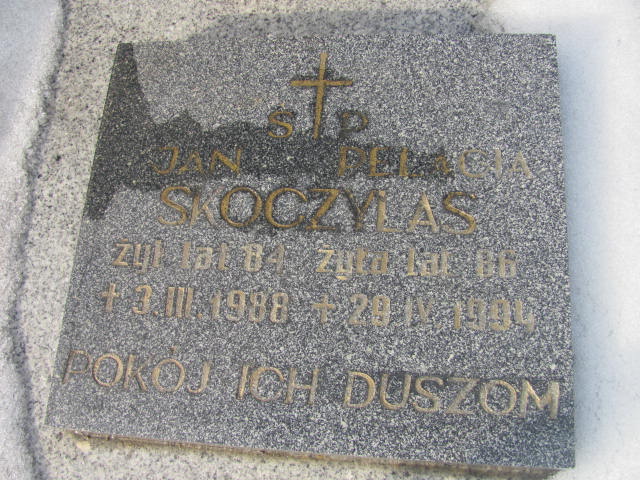 Ś P
JAN PELAGIA
SKOCZYLAS
żył lat 84 żyła lat 86
+ 3.III.1988 + 29 IV 1994
POKÓJ ICH DUSZOM